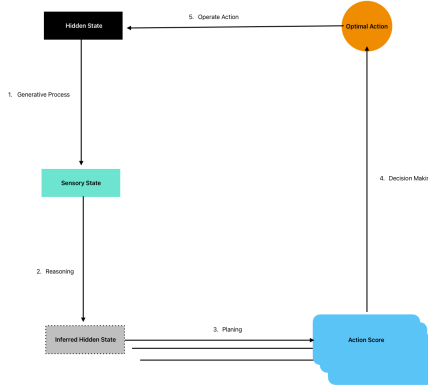 5. Operate Action
Hidden State
Optimal Action
1. Generative Process
4. Decision Makin
Sensory State
2. Reasoning
3. Planing
Inferred Hidden State
Action Score